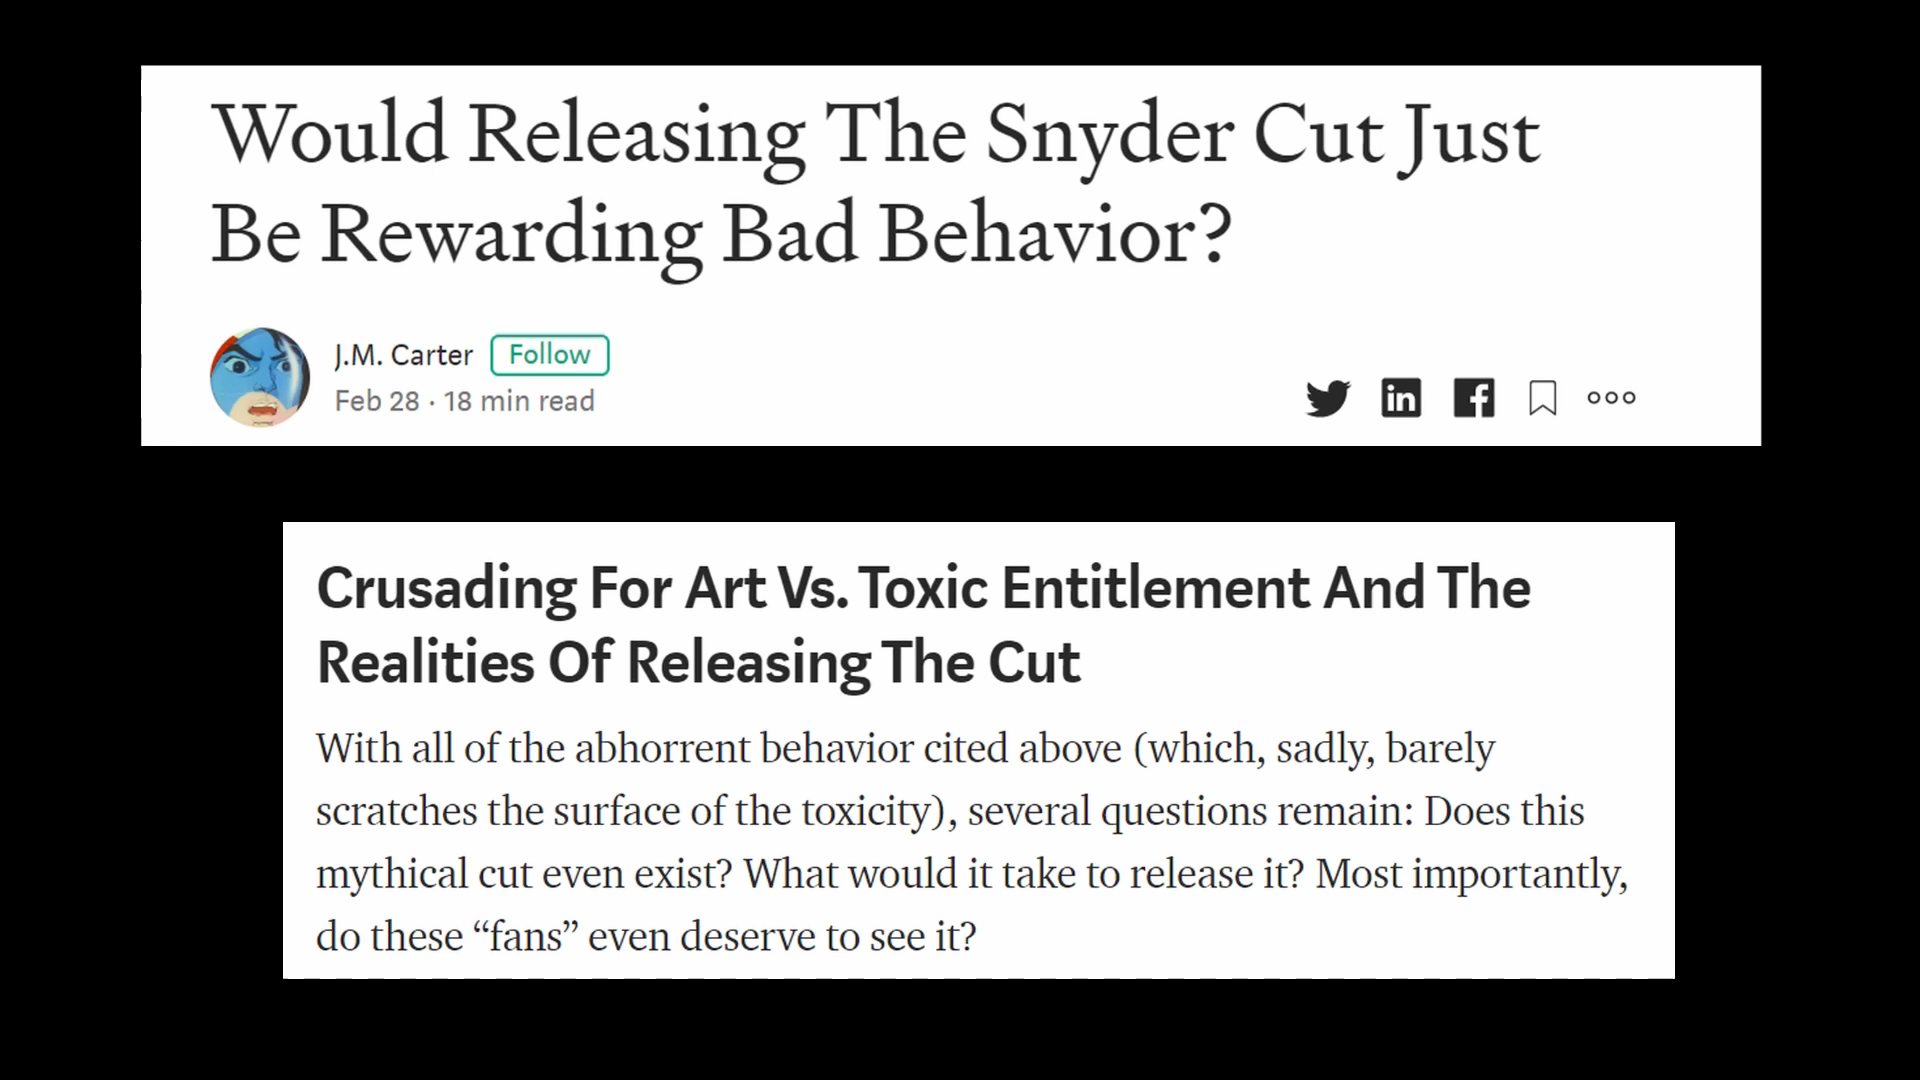 Would Releasing The Snyder Cut Just
Be Rewarding Bad Behavior?
J.M. Carter Follow
Feb 28 · 18 min read
Crusading For Art Vs. Toxic Entitlement And The
Realities Of Releasing The Cut
With all of the abhorrent behavior cited above (which, sadly, barely
scratches the surface of the toxicity), several questions remain: Does this
mythical cut even exist? What would it take to release it? Most importantly,
do these “fans” even deserve to see it?